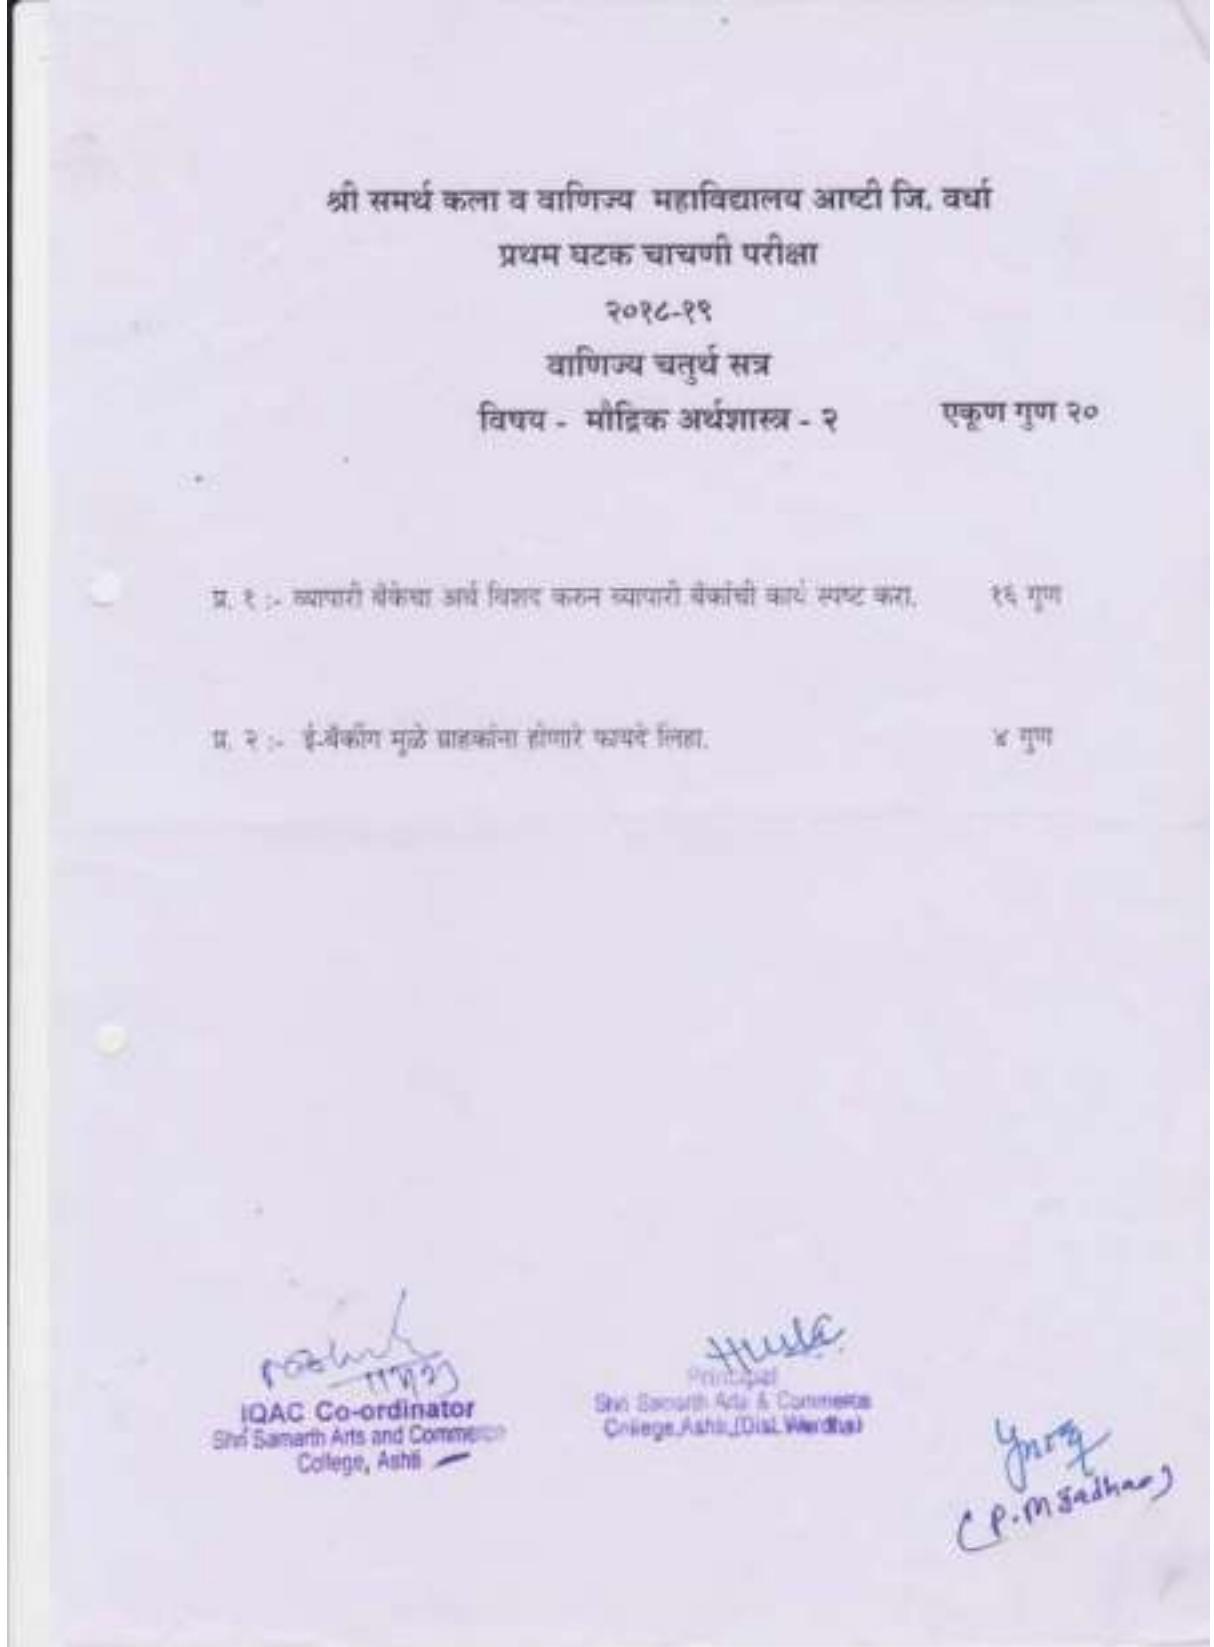 श्री समर्थ कला व वाणिज्य महाविद्यालय आष्टी जि. वर्धा
प्रथम घटक चाचणी परीक्षा
२०१८-१९
वाणिज्य चतुर्थ सत्र
विषय - मौद्रिक अर्थशास्त्र - २ एकूण गुण २०
प्र. १ :- व्यापारी बँकेचा अर्थ विशद करुन व्यापारी बँकांची कार्य स्पष्ट करा. १६ गुण
प्र. २ :- ई-बँकींग मुळे ग्राहकांना होणारे फायदे लिहा. ४ गुण
IQAC Co-ordinator
Shri Samarth Arts and Commerce
College, Ashti
Principal
Shri Samarth Arts & Commerce
College,Ashti,(Dist.Wardha)
(P.M Jadhao)